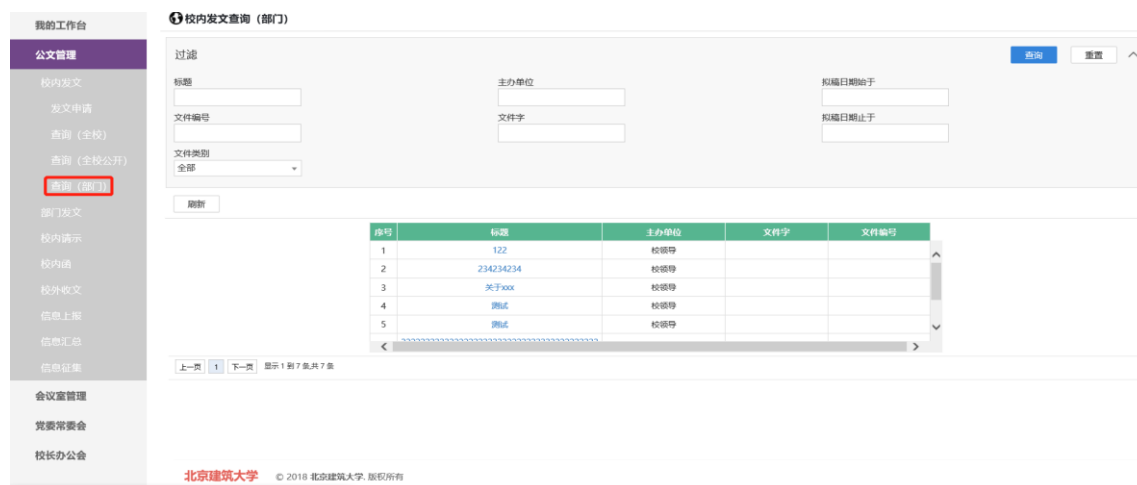 我的工作台
公文管理
校内发文
发文申请
查询（全校）
查询（全校公开）
查询（部门）
部门发文
校内请示
校内函
校外收文
信息上报
信息汇总
信息征集
会议室管理
党委常委会
校长办公会
校内发文查询（部门）
过滤 查询 重置
标题 主办单位 拟稿日期始于
文件编号 文件字 拟稿日期止于
文件类别
全部
刷新
序号 标题 主办单位 文件字 文件编号
1 122 校领导
2 234234234 校领导
3 关于xxx 校领导
4 测试 校领导
5 测试 校领导
上一页 1 下一页 显示1到7条,共7条
北京建筑大学 © 2018 北京建筑大学. 版权所有